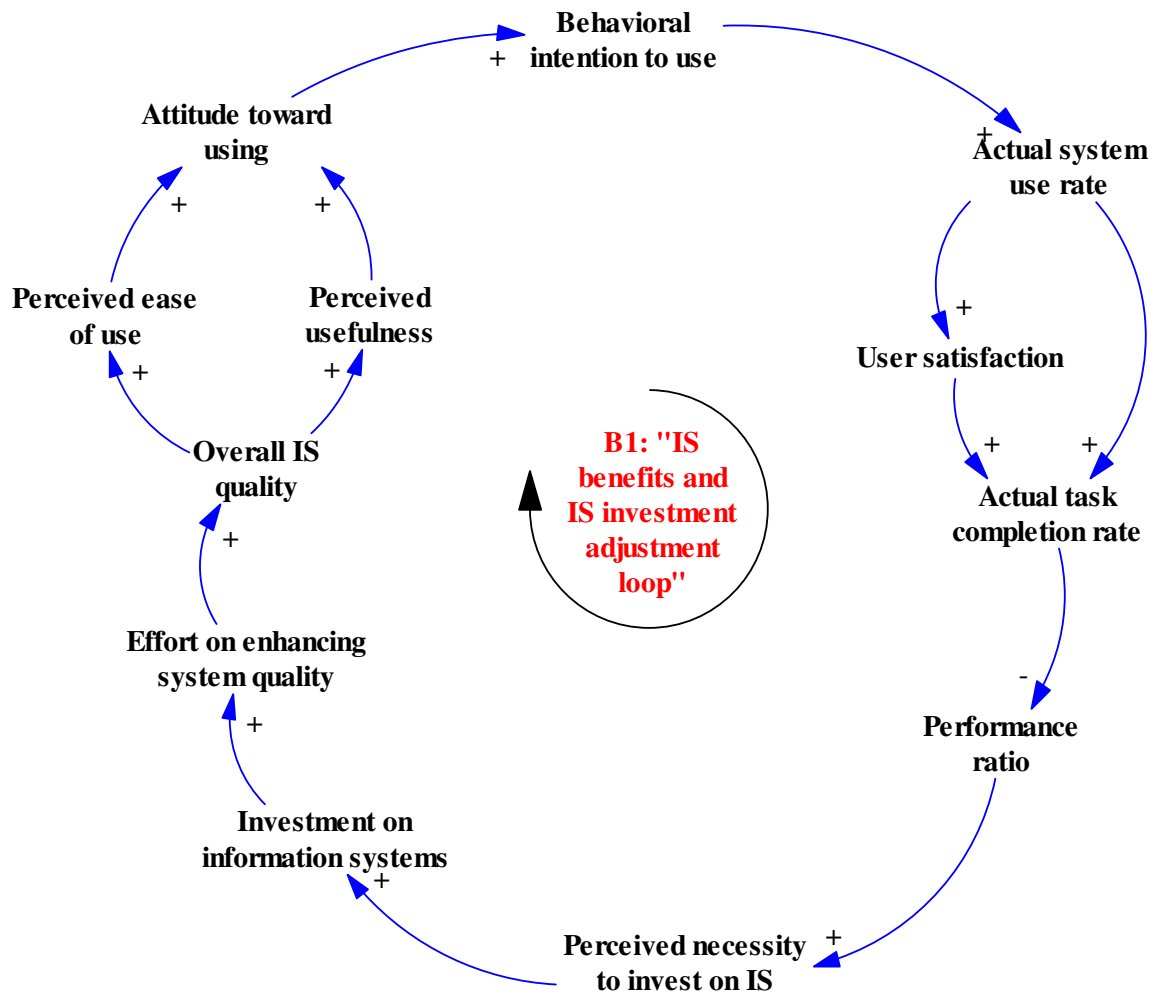 Behavioral
intention to use
+
Attitude toward
using
+
Actual system
use rate
+
+
Perceived ease
of use
Perceived
usefulness
+
User satisfaction
+
+
Overall IS
quality
B1: "IS
benefits and
IS investment
adjustment
loop"
+
+
Actual task
completion rate
+
Effort on enhancing
system quality
-
+
Performance
ratio
Investment on
information systems
+
Perceived necessity
to invest on IS
+